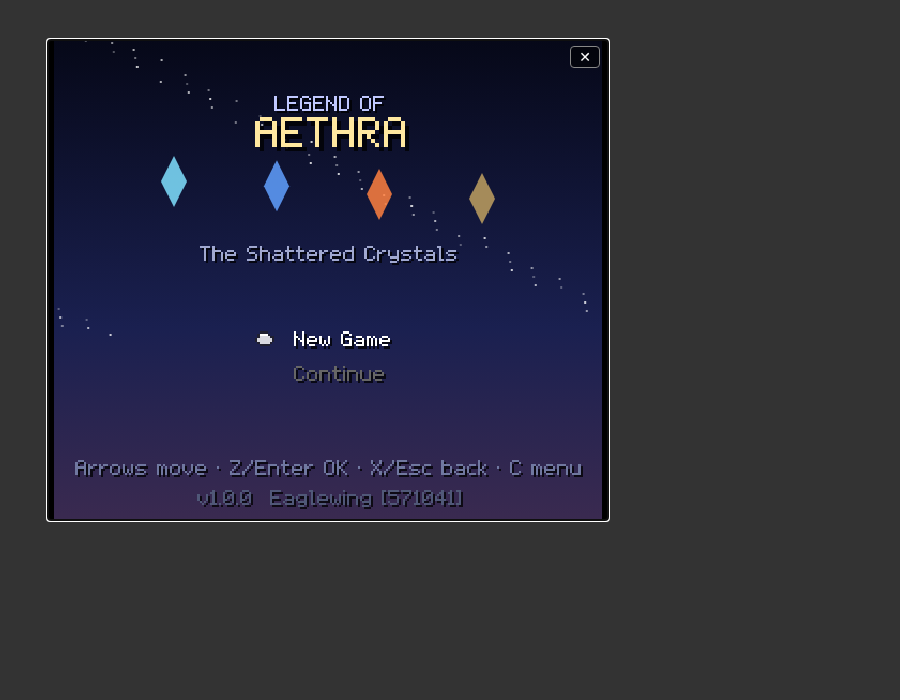 ✕
LEGEND OF
AETHRA
The Shattered Crystals
New Game
Continue
Arrows move · Z/Enter OK · X/Esc back · C menu
v1.0.0 Eaglewing [571041]